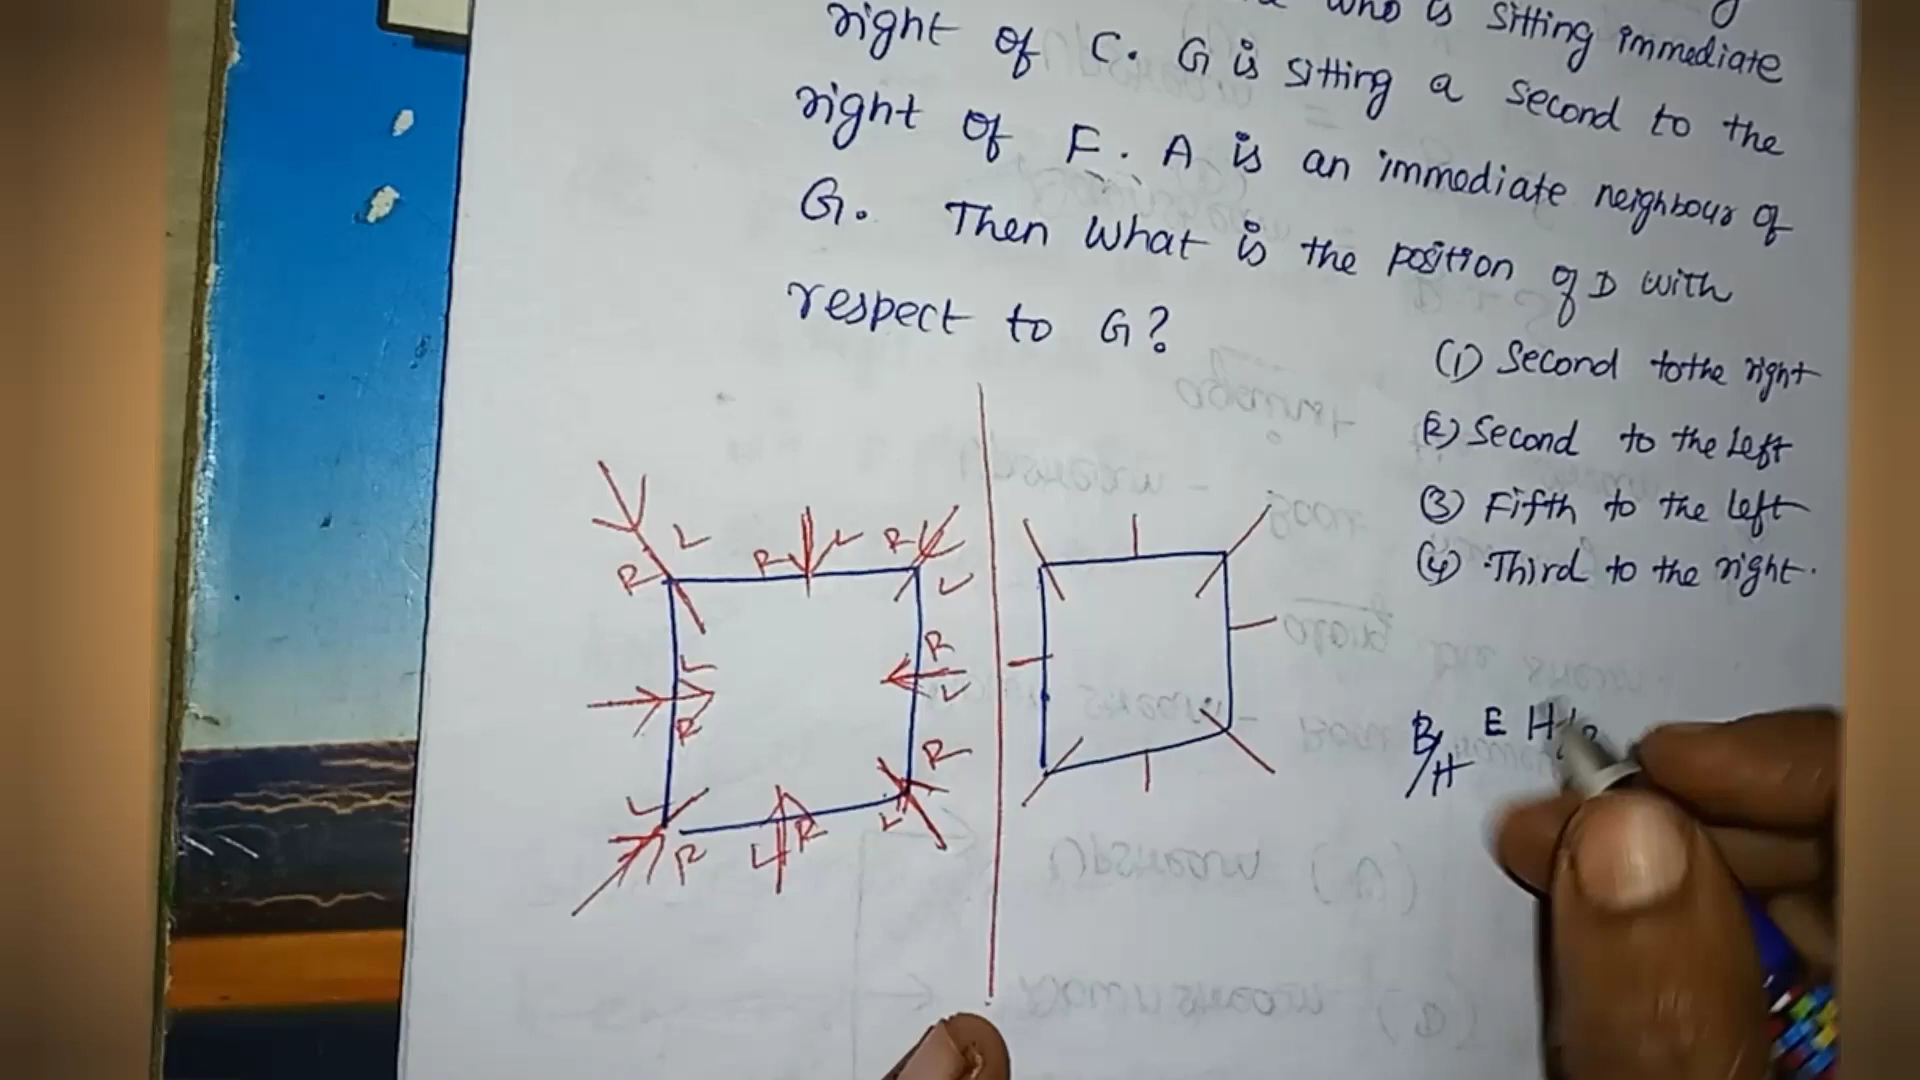 who is sitting immediate
right of C. G is sitting a second to the
right of F. A is an immediate neighbour of
G. Then what is the position of D with
respect to G?
(1) Second to the right
(2) Second to the Left
(3) Fifth to the left
(4) Third to the right.
L
R
R
L
R
L
L
R
L
R
R
L
L
R
L
R
B/H E H